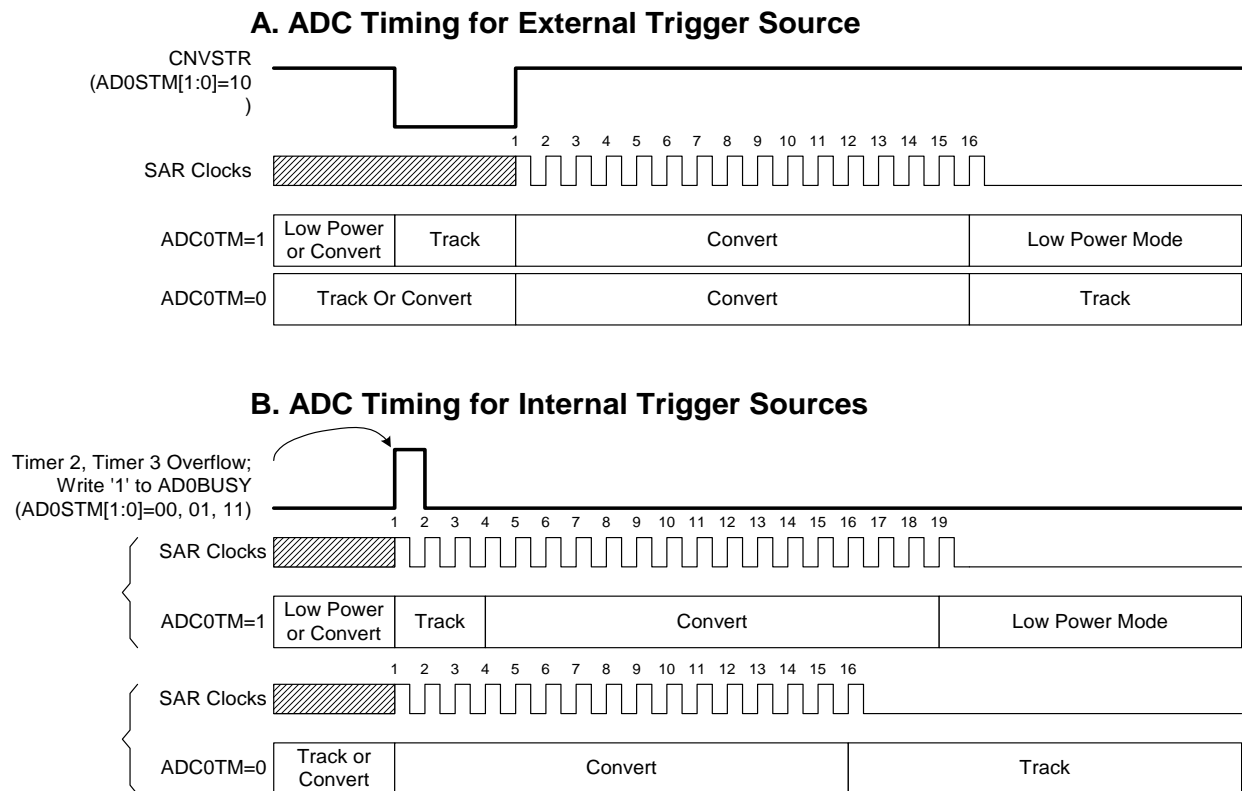 A. ADC Timing for External Trigger Source
CNVSTR
(AD0STM[1:0]=10
)
1 2 3 4 5 6 7 8 9 10 11 12 13 14 15 16
SAR Clocks
ADC0TM=1
Low Power
or Convert
Track
Convert
Low Power Mode
ADC0TM=0
Track Or Convert
Convert
Track
B. ADC Timing for Internal Trigger Sources
Timer 2, Timer 3 Overflow;
Write '1' to AD0BUSY
(AD0STM[1:0]=00, 01, 11)
1 2 3 4 5 6 7 8 9 10 11 12 13 14 15 16 17 18 19
SAR Clocks
ADC0TM=1
Low Power
or Convert
Track
Convert
Low Power Mode
1 2 3 4 5 6 7 8 9 10 11 12 13 14 15 16
SAR Clocks
ADC0TM=0
Track or
Convert
Convert
Track